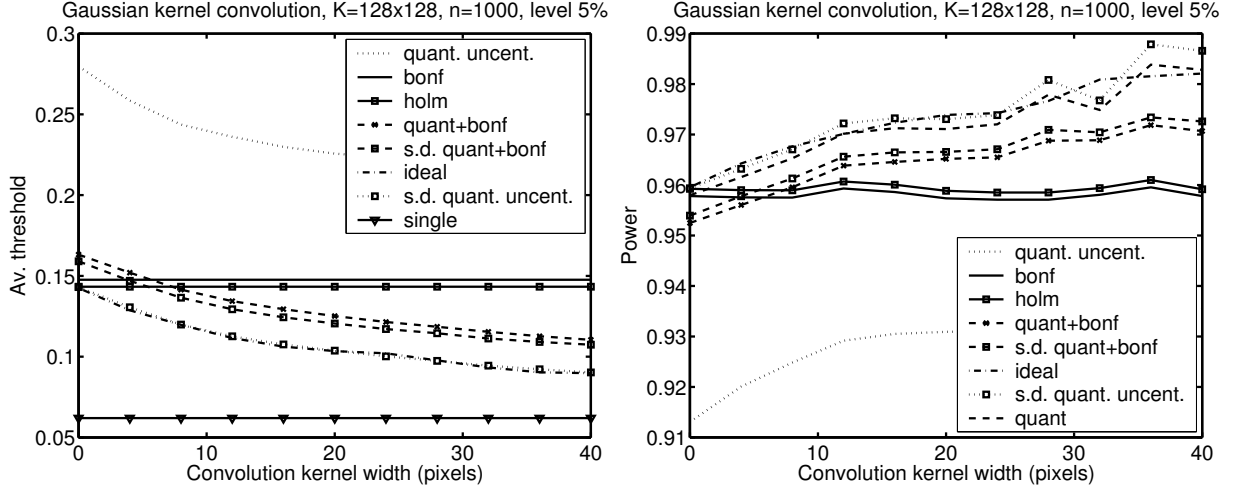 Gaussian kernel convolution, K=128x128, n=1000, level 5%
0.3
0.25
0.2
0.15
0.1
0.05
Av. threshold
quant. uncent.
bonf
holm
quant+bonf
s.d. quant+bonf
ideal
s.d. quant. uncent.
single
0 10 20 30 40
Convolution kernel width (pixels)
Gaussian kernel convolution, K=128x128, n=1000, level 5%
0.99
0.98
0.97
0.96
0.95
0.94
0.93
0.92
0.91
Power
quant. uncent.
bonf
holm
quant+bonf
s.d. quant+bonf
ideal
s.d. quant. uncent.
quant
0 10 20 30 40
Convolution kernel width (pixels)